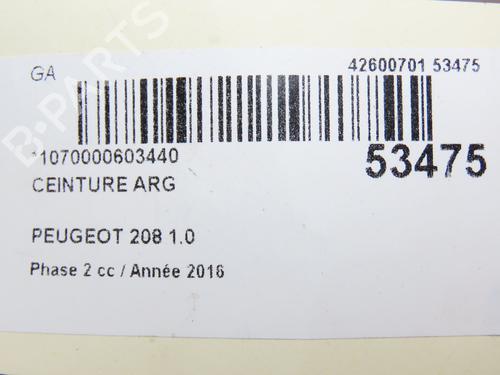 GA
42600701 53475
*1070000603440
53475
CEINTURE ARG
PEUGEOT 208 1.0
Phase 2 cc / Année 2016
B-PARTS